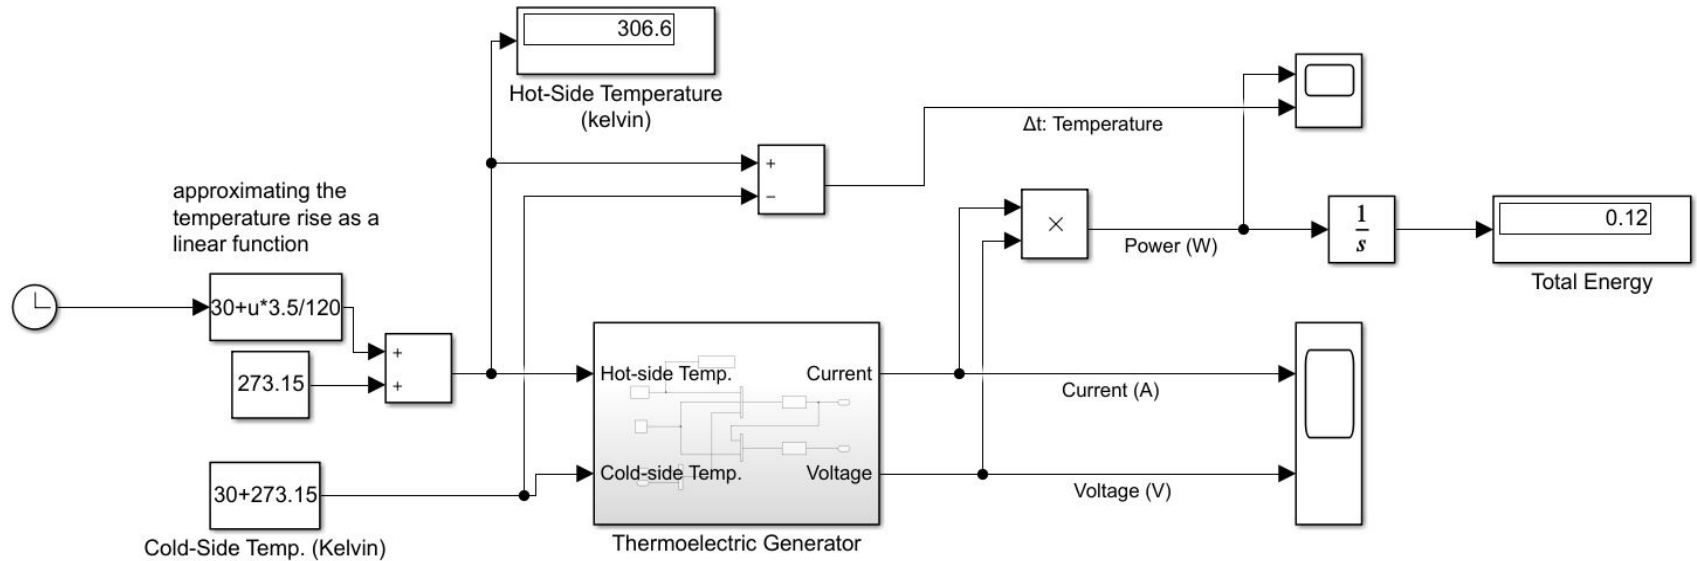 306.6
Hot-Side Temperature
(kelvin)
Δt: Temperature
+
−
approximating the
temperature rise as a
linear function
×
Power (W)
1
s
0.12
Total Energy
30+u*3.5/120
+
+
273.15
Hot-side Temp.
Current
Current (A)
30+273.15
Cold-side Temp.
Voltage
Voltage (V)
Cold-Side Temp. (Kelvin)
Thermoelectric Generator